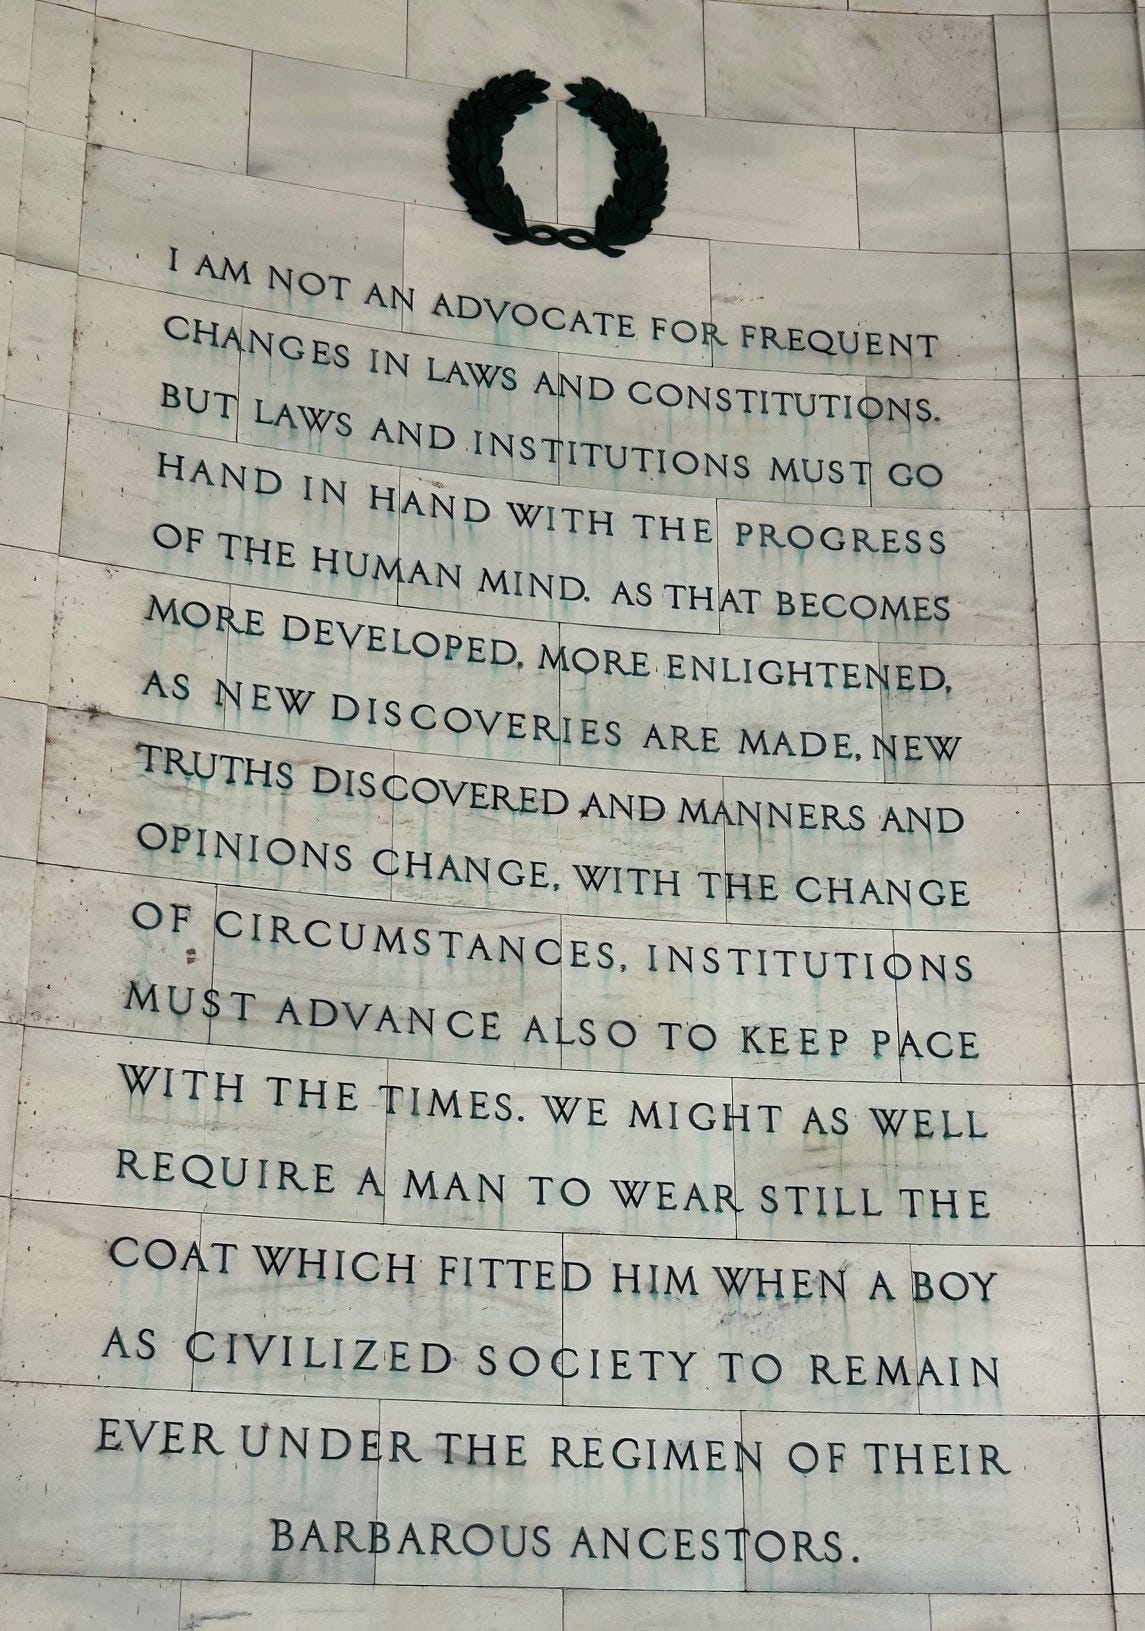 I AM NOT AN ADVOCATE FOR FREQUENT
CHANGES IN LAWS AND CONSTITUTIONS.
BUT LAWS AND INSTITUTIONS MUST GO
HAND IN HAND WITH THE PROGRESS
OF THE HUMAN MIND. AS THAT BECOMES
MORE DEVELOPED, MORE ENLIGHTENED,
AS NEW DISCOVERIES ARE MADE, NEW
TRUTHS DISCOVERED AND MANNERS AND
OPINIONS CHANGE, WITH THE CHANGE
OF CIRCUMSTANCES, INSTITUTIONS
MUST ADVANCE ALSO TO KEEP PACE
WITH THE TIMES. WE MIGHT AS WELL
REQUIRE A MAN TO WEAR STILL THE
COAT WHICH FITTED HIM WHEN A BOY
AS CIVILIZED SOCIETY TO REMAIN
EVER UNDER THE REGIMEN OF THEIR
BARBAROUS ANCESTORS.